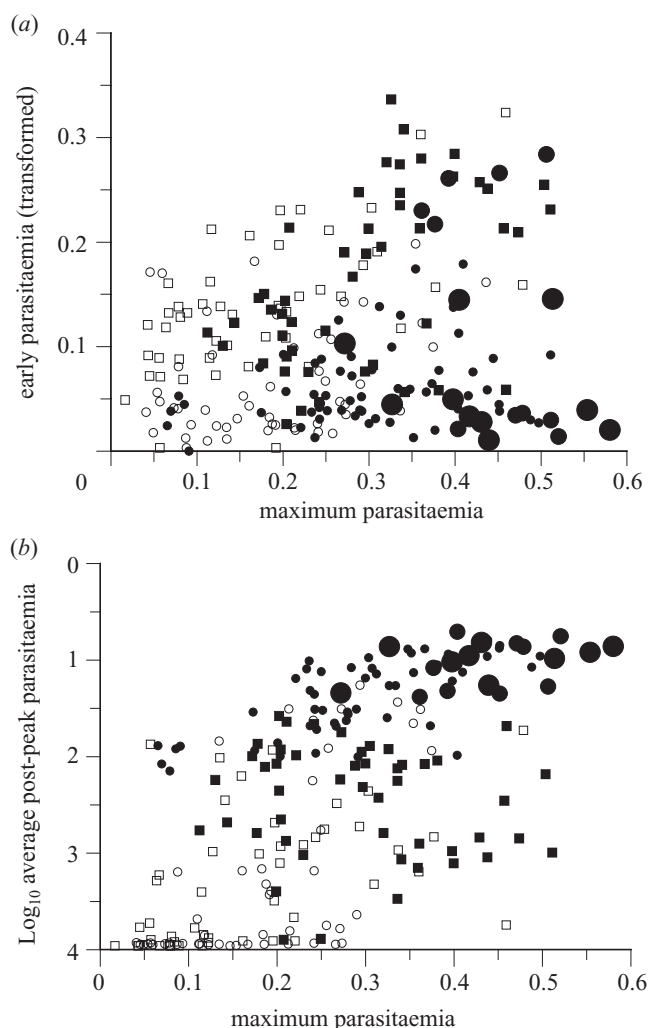 (a)
0.4
0.3
0.2
0.1
0
early parasitaemia (transformed)
0.1 0.2 0.3 0.4 0.5 0.6
maximum parasitaemia
(b)
0
1
2
3
4
Log₁₀ average post-peak parasitaemia
0.1 0.2 0.3 0.4 0.5 0.6
maximum parasitaemia